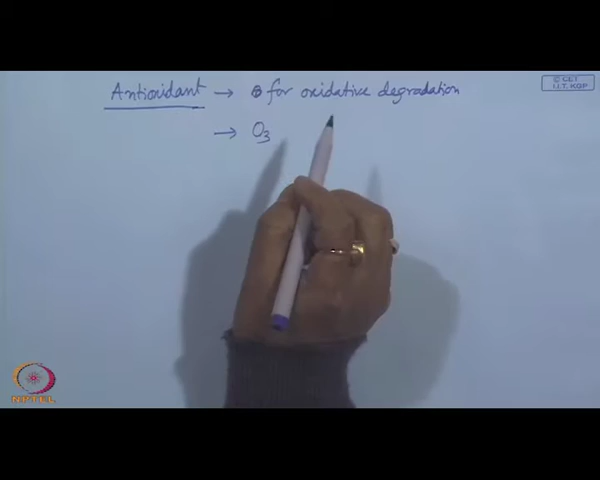 © CET
I.I.T. KGP
Antioxidant → for oxidative degradation
→ O₃
NPTEL